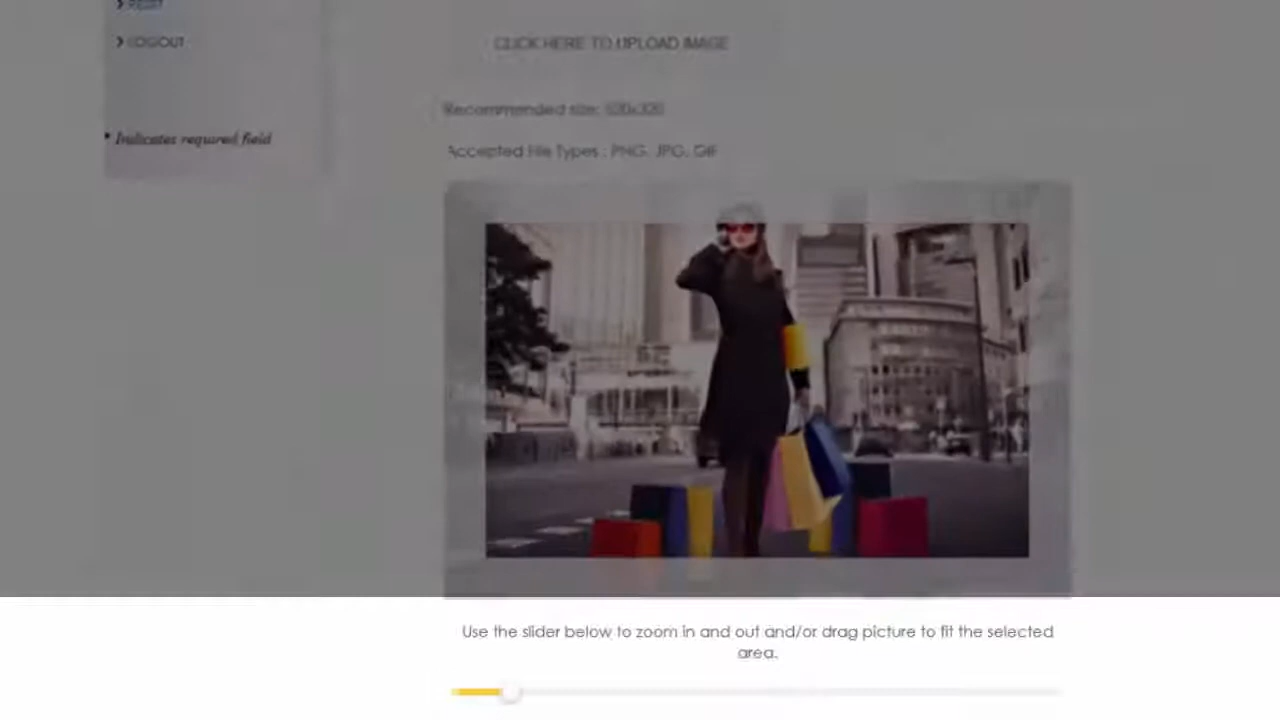 LOGOUT
CLICK HERE TO UPLOAD IMAGE
Recommended size:
* Indicates required field
Accepted File Types : PNG, JPG, GIF
Use the slider below to zoom in and out and/or drag picture to fit the selected
area.